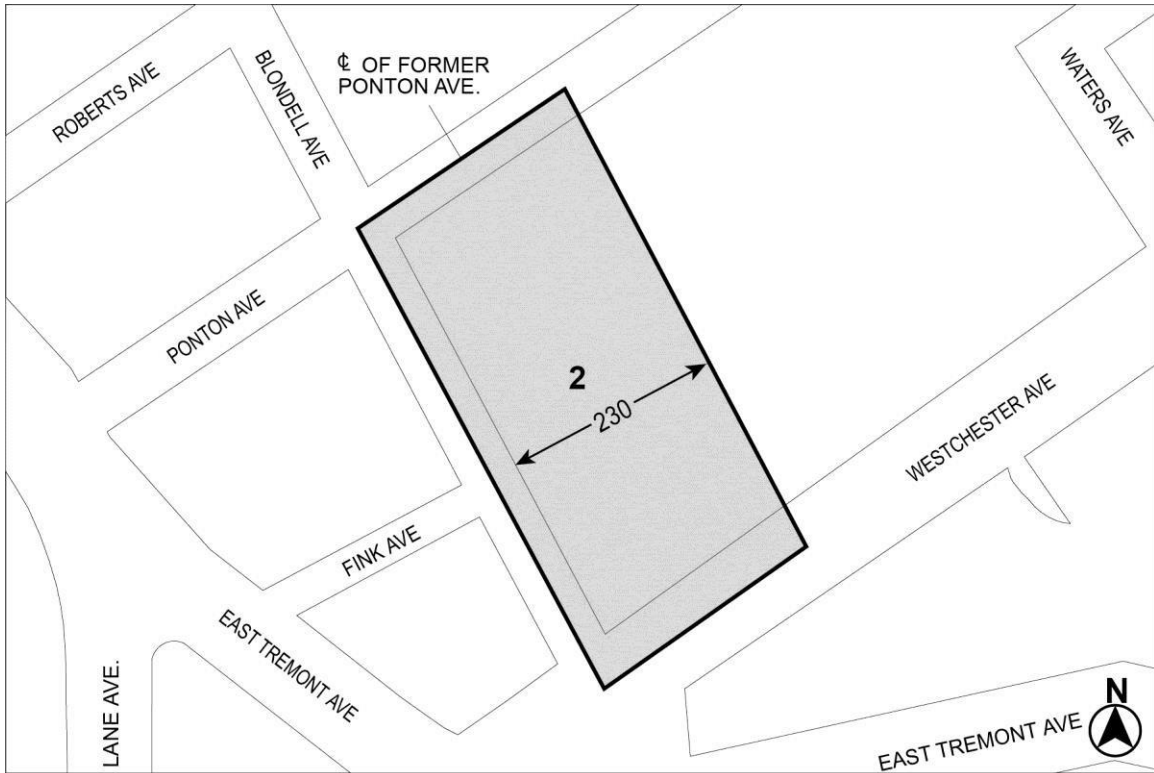 ROBERTS AVE
BLONDELL AVE
℄ OF FORMER
PONTON AVE.
WATERS AVE
PONTON AVE
2
230
WESTCHESTER AVE
FINK AVE
EAST TREMONT AVE
LANE AVE.
N
EAST TREMONT AVE